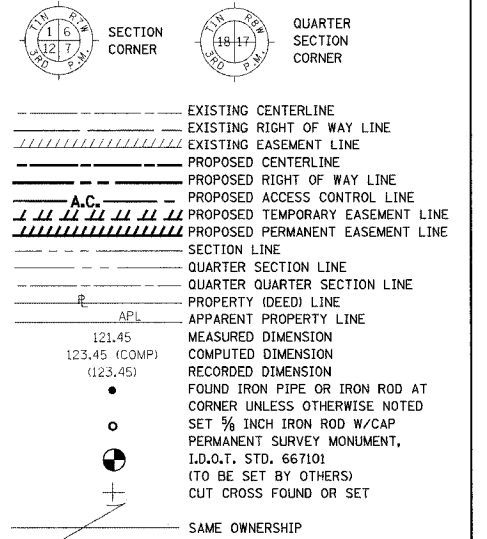 T1N R7W
1 6
12 7
3RD P.M.
SECTION
CORNER
T1N R8W
18 17
3RD P.M.
QUARTER
SECTION
CORNER
EXISTING CENTERLINE
EXISTING RIGHT OF WAY LINE
EXISTING EASEMENT LINE
PROPOSED CENTERLINE
PROPOSED RIGHT OF WAY LINE
A.C. PROPOSED ACCESS CONTROL LINE
PROPOSED TEMPORARY EASEMENT LINE
PROPOSED PERMANENT EASEMENT LINE
SECTION LINE
QUARTER SECTION LINE
QUARTER QUARTER SECTION LINE
PROPERTY (DEED) LINE
APL APPARENT PROPERTY LINE
121.45 MEASURED DIMENSION
123.45 (COMP) COMPUTED DIMENSION
(123.45) RECORDED DIMENSION
FOUND IRON PIPE OR IRON ROD AT
CORNER UNLESS OTHERWISE NOTED
SET 5/8 INCH IRON ROD W/CAP
PERMANENT SURVEY MONUMENT,
I.D.O.T. STD. 667101
(TO BE SET BY OTHERS)
CUT CROSS FOUND OR SET
SAME OWNERSHIP